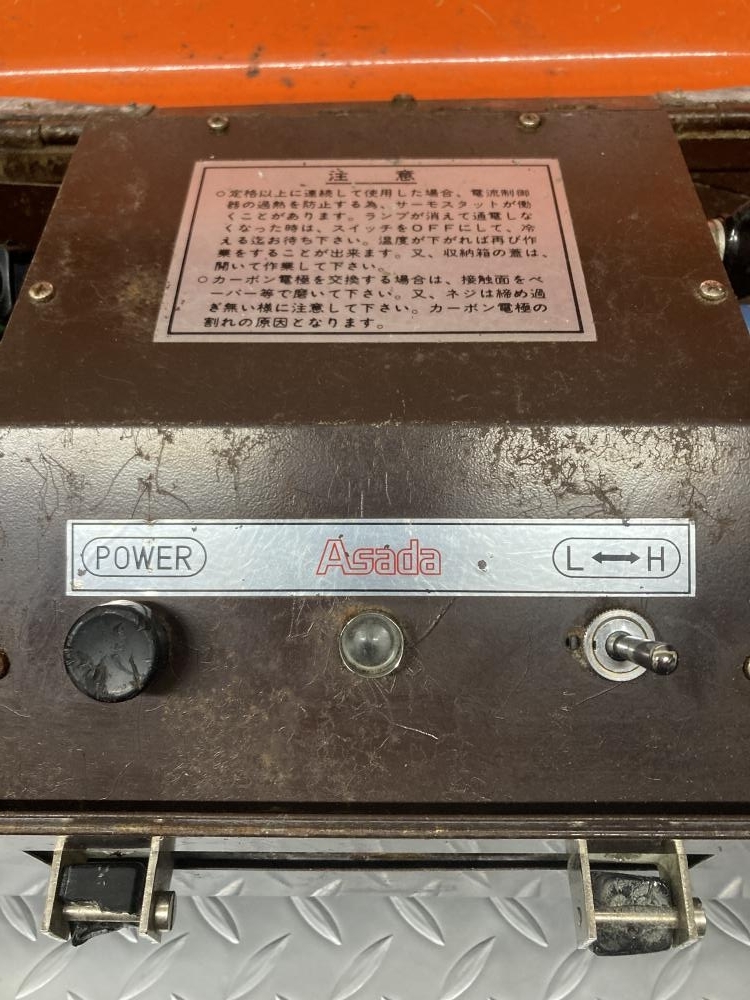 注 意
○定格以上に連続して使用した場合、電流制御
器の過熱を防止する為、サーモスタットが働
くことがあります。ランプが消えて通電しな
くなった時は、スイッチをOFFにして、冷
える迄お待ち下さい。温度が下がれば再び作
業をすることが出来ます。又、収納箱の蓋は、
開いて作業して下さい。
○カーボン電極を交換する場合は、接触面をペ
ーパー等で磨いて下さい。又、ネジは締め過
ぎ無い様に注意して下さい。カーボン電極の
割れの原因となります。
POWER Asada L ↔ H